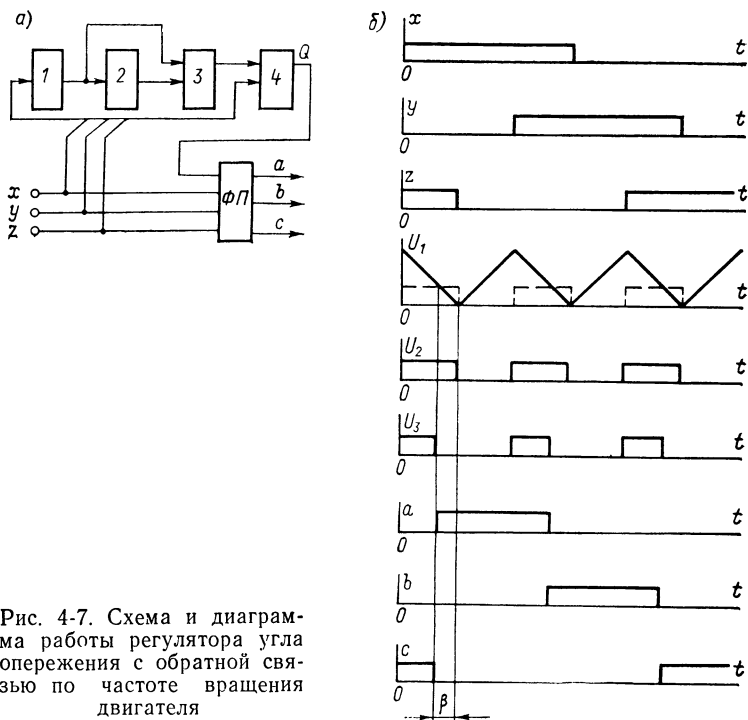 а)
1
2
3
4
Q
x
y
z
ФП
a
b
c
б)
x
t
0
y
t
0
z
t
0
U₁
t
0
U₂
t
0
U₃
t
0
a
t
0
b
t
0
c
t
0
β
Рис. 4-7. Схема и диаграм-
ма работы регулятора угла
опережения с обратной свя-
зью по частоте вращения
двигателя